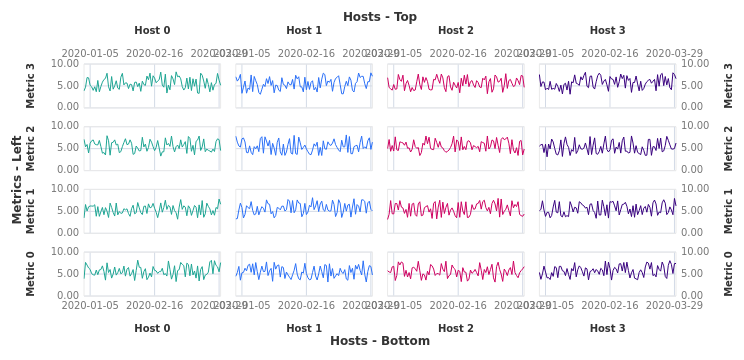 Hosts - Top
Host 0 Host 1 Host 2 Host 3
2020-01-05 2020-02-16 2020-03-29 2020-01-05 2020-02-16 2020-03-29 2020-01-05 2020-02-16 2020-03-29 2020-01-05 2020-02-16 2020-03-29
Metrics - Left
Metric 3 10.00 5.00 0.00 10.00 5.00 0.00 Metric 3
Metric 2 10.00 5.00 0.00 10.00 5.00 0.00 Metric 2
Metric 1 10.00 5.00 0.00 10.00 5.00 0.00 Metric 1
Metric 0 10.00 5.00 0.00 10.00 5.00 0.00 Metric 0
2020-01-05 2020-02-16 2020-03-29 2020-01-05 2020-02-16 2020-03-29 2020-01-05 2020-02-16 2020-03-29 2020-01-05 2020-02-16 2020-03-29
Host 0 Host 1 Host 2 Host 3
Hosts - Bottom